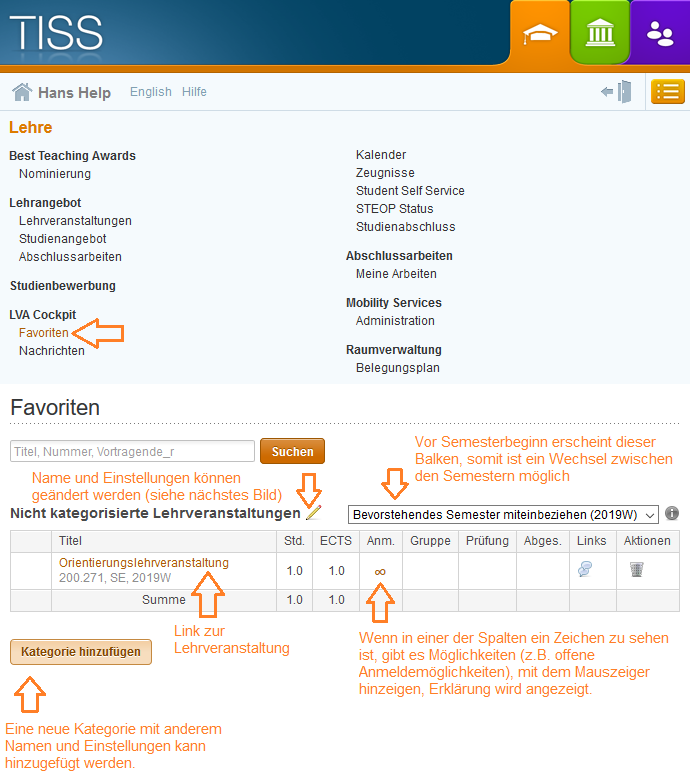 TISS
Hans Help English Hilfe
Lehre
Best Teaching Awards
Nominierung
Lehrangebot
Lehrveranstaltungen
Studienangebot
Abschlussarbeiten
Studienbewerbung
LVA Cockpit
Favoriten
Nachrichten
Kalender
Zeugnisse
Student Self Service
STEOP Status
Studienabschluss
Abschlussarbeiten
Meine Arbeiten
Mobility Services
Administration
Raumverwaltung
Belegungsplan
Favoriten
Titel, Nummer, Vortragende_r
Suchen
Vor Semesterbeginn erscheint dieser
Balken, somit ist ein Wechsel zwischen
den Semestern möglich
Name und Einstellungen können
geändert werden (siehe nächstes Bild)
Nicht kategorisierte Lehrveranstaltungen
Bevorstehendes Semester miteinbeziehen (2019W)
Titel Std. ECTS Anm. Gruppe Prüfung Abges. Links Aktionen
Orientierungslehrveranstaltung
200.271, SE, 2019W
1.0 1.0 ∞
Summe 1.0 1.0
Link zur
Lehrveranstaltung
Wenn in einer der Spalten ein Zeichen zu sehen
ist, gibt es Möglichkeiten (z.B. offene
Anmeldemöglichkeiten), mit dem Mauszeiger
hinzeigen, Erklärung wird angezeigt.
Kategorie hinzufügen
Eine neue Kategorie mit anderem
Namen und Einstellungen kann
hinzugefügt werden.